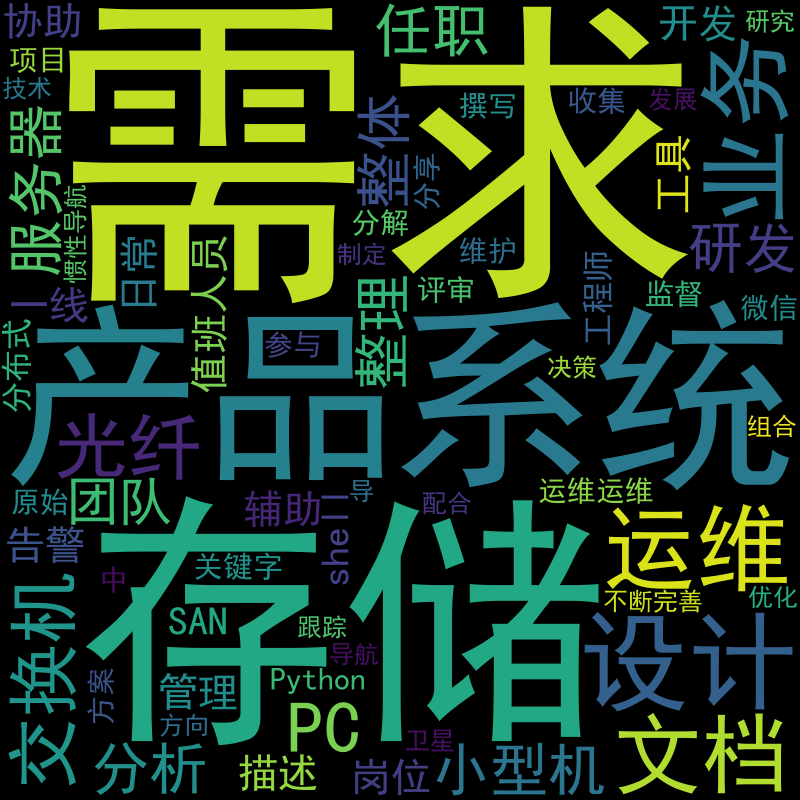 协助
需求
任职
开发
研究
项目
技术
撰写
收集
发展
业务
服务器
整体
分享
工具
惯性导航
分解
制定
维护
研发
日常
值班人员
工程师
一线
整理
评审
监督
微信
分布式
参与
产品
系统
决策
光纤
组合
原始
团队
辅助
shell
导
配合
运维运维
运维
告警
关键字
存储
不断完善
优化
中
交换机
SAN
跟踪
设计
导航
方案
管理
Python
方向
PC
卫星
文档
分析
描述
岗位
小型机